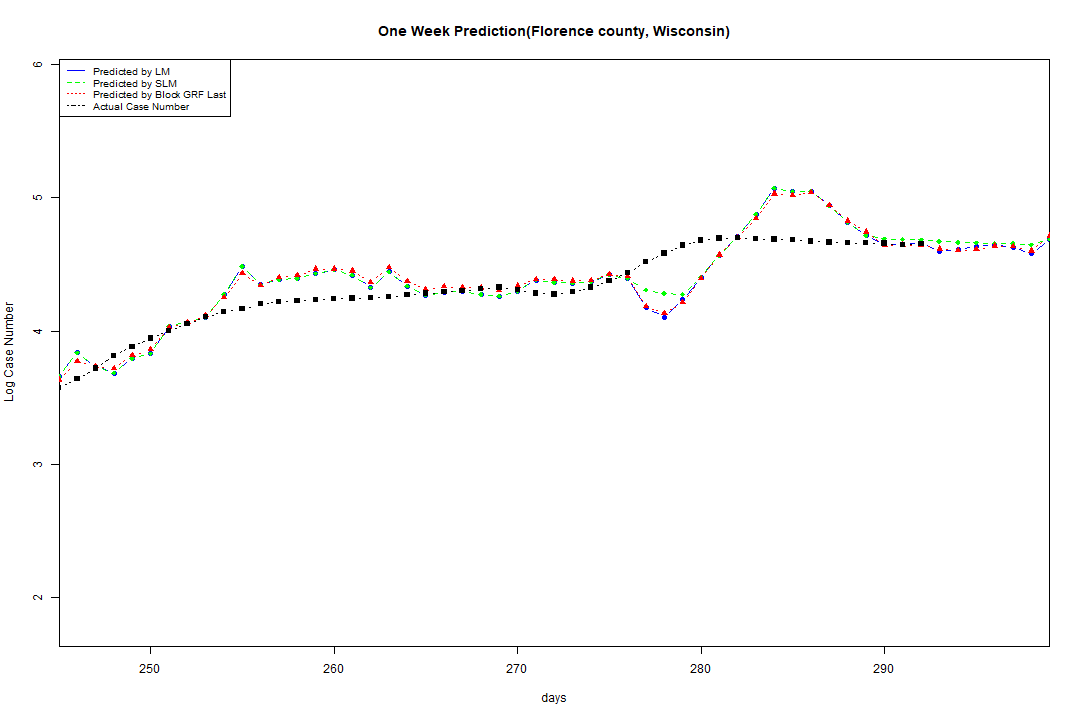 One Week Prediction(Florence county, Wisconsin)
Predicted by LM
Predicted by SLM
Predicted by Block GRF Last
Actual Case Number
6
5
4
3
2
Log Case Number
250 260 270 280 290
days